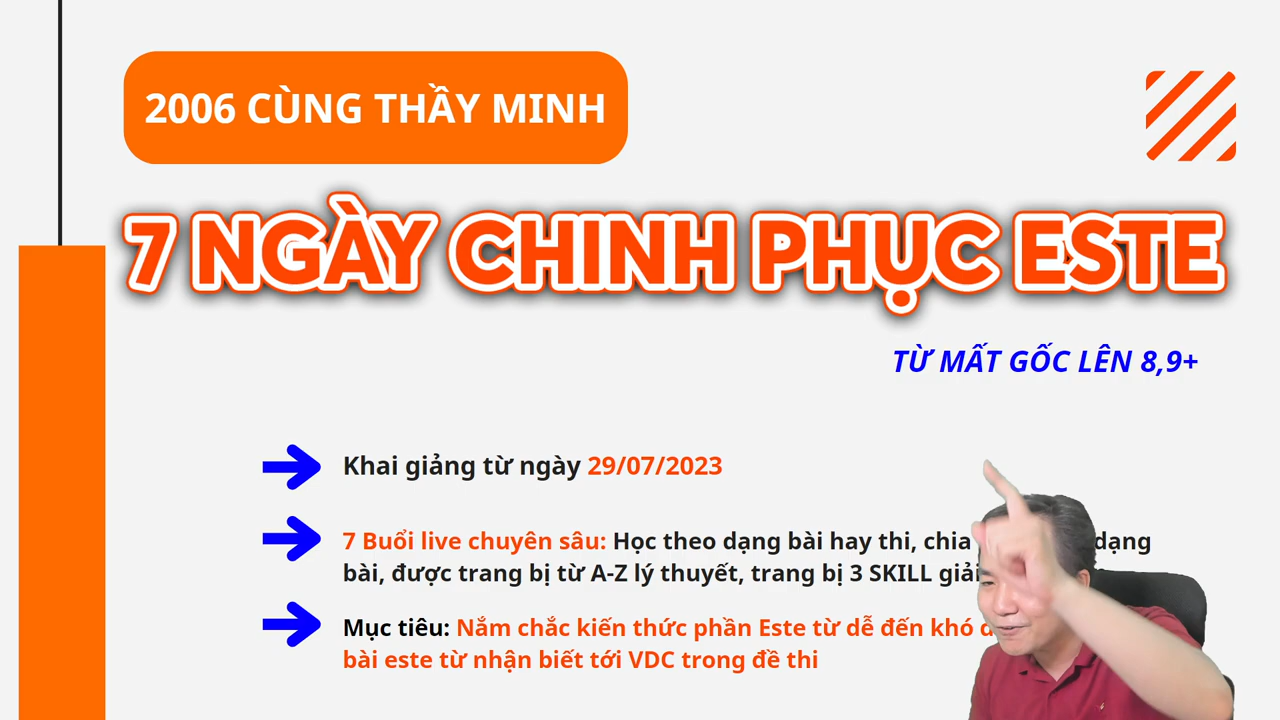 2006 CÙNG THẦY MINH
7 NGÀY CHINH PHỤC ESTE
TỪ MẤT GỐC LÊN 8,9+
Khai giảng từ ngày 29/07/2023
7 Buổi live chuyên sâu: Học theo dạng bài hay thi, chia dạng
bài, được trang bị từ A-Z lý thuyết, trang bị 3 SKILL giải
Mục tiêu: Nắm chắc kiến thức phần Este từ dễ đến khó
bài este từ nhận biết tới VDC trong đề thi